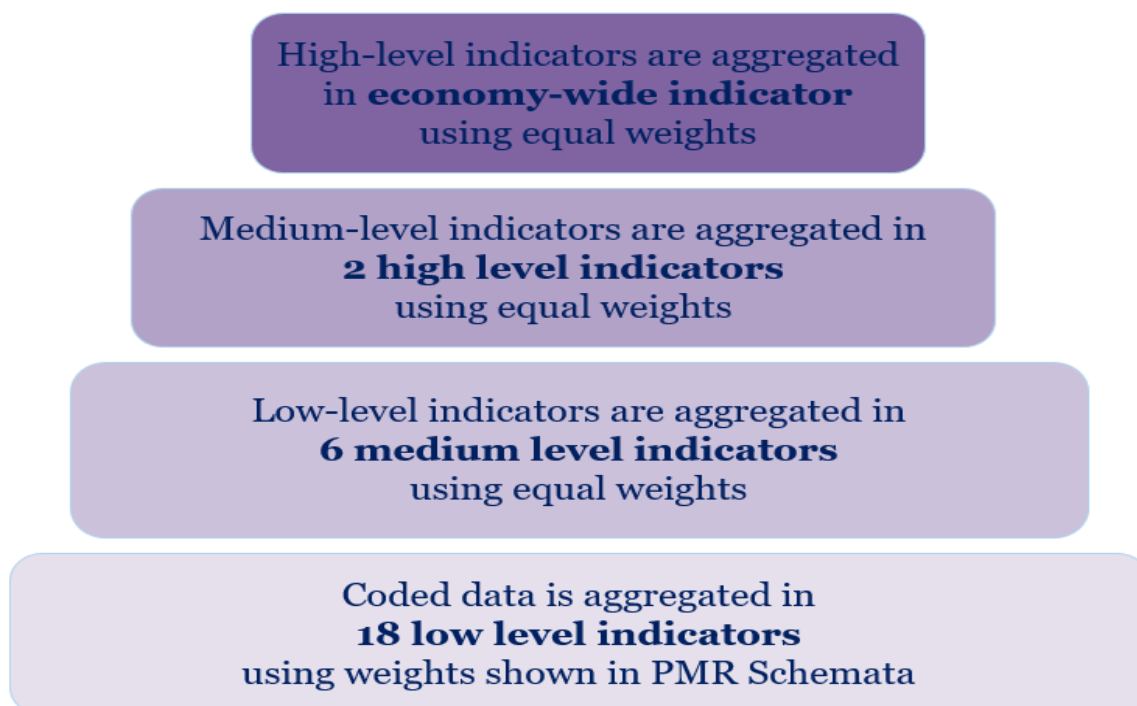 High-level indicators are aggregated
in economy-wide indicator
using equal weights
Medium-level indicators are aggregated in
2 high level indicators
using equal weights
Low-level indicators are aggregated in
6 medium level indicators
using equal weights
Coded data is aggregated in
18 low level indicators
using weights shown in PMR Schemata